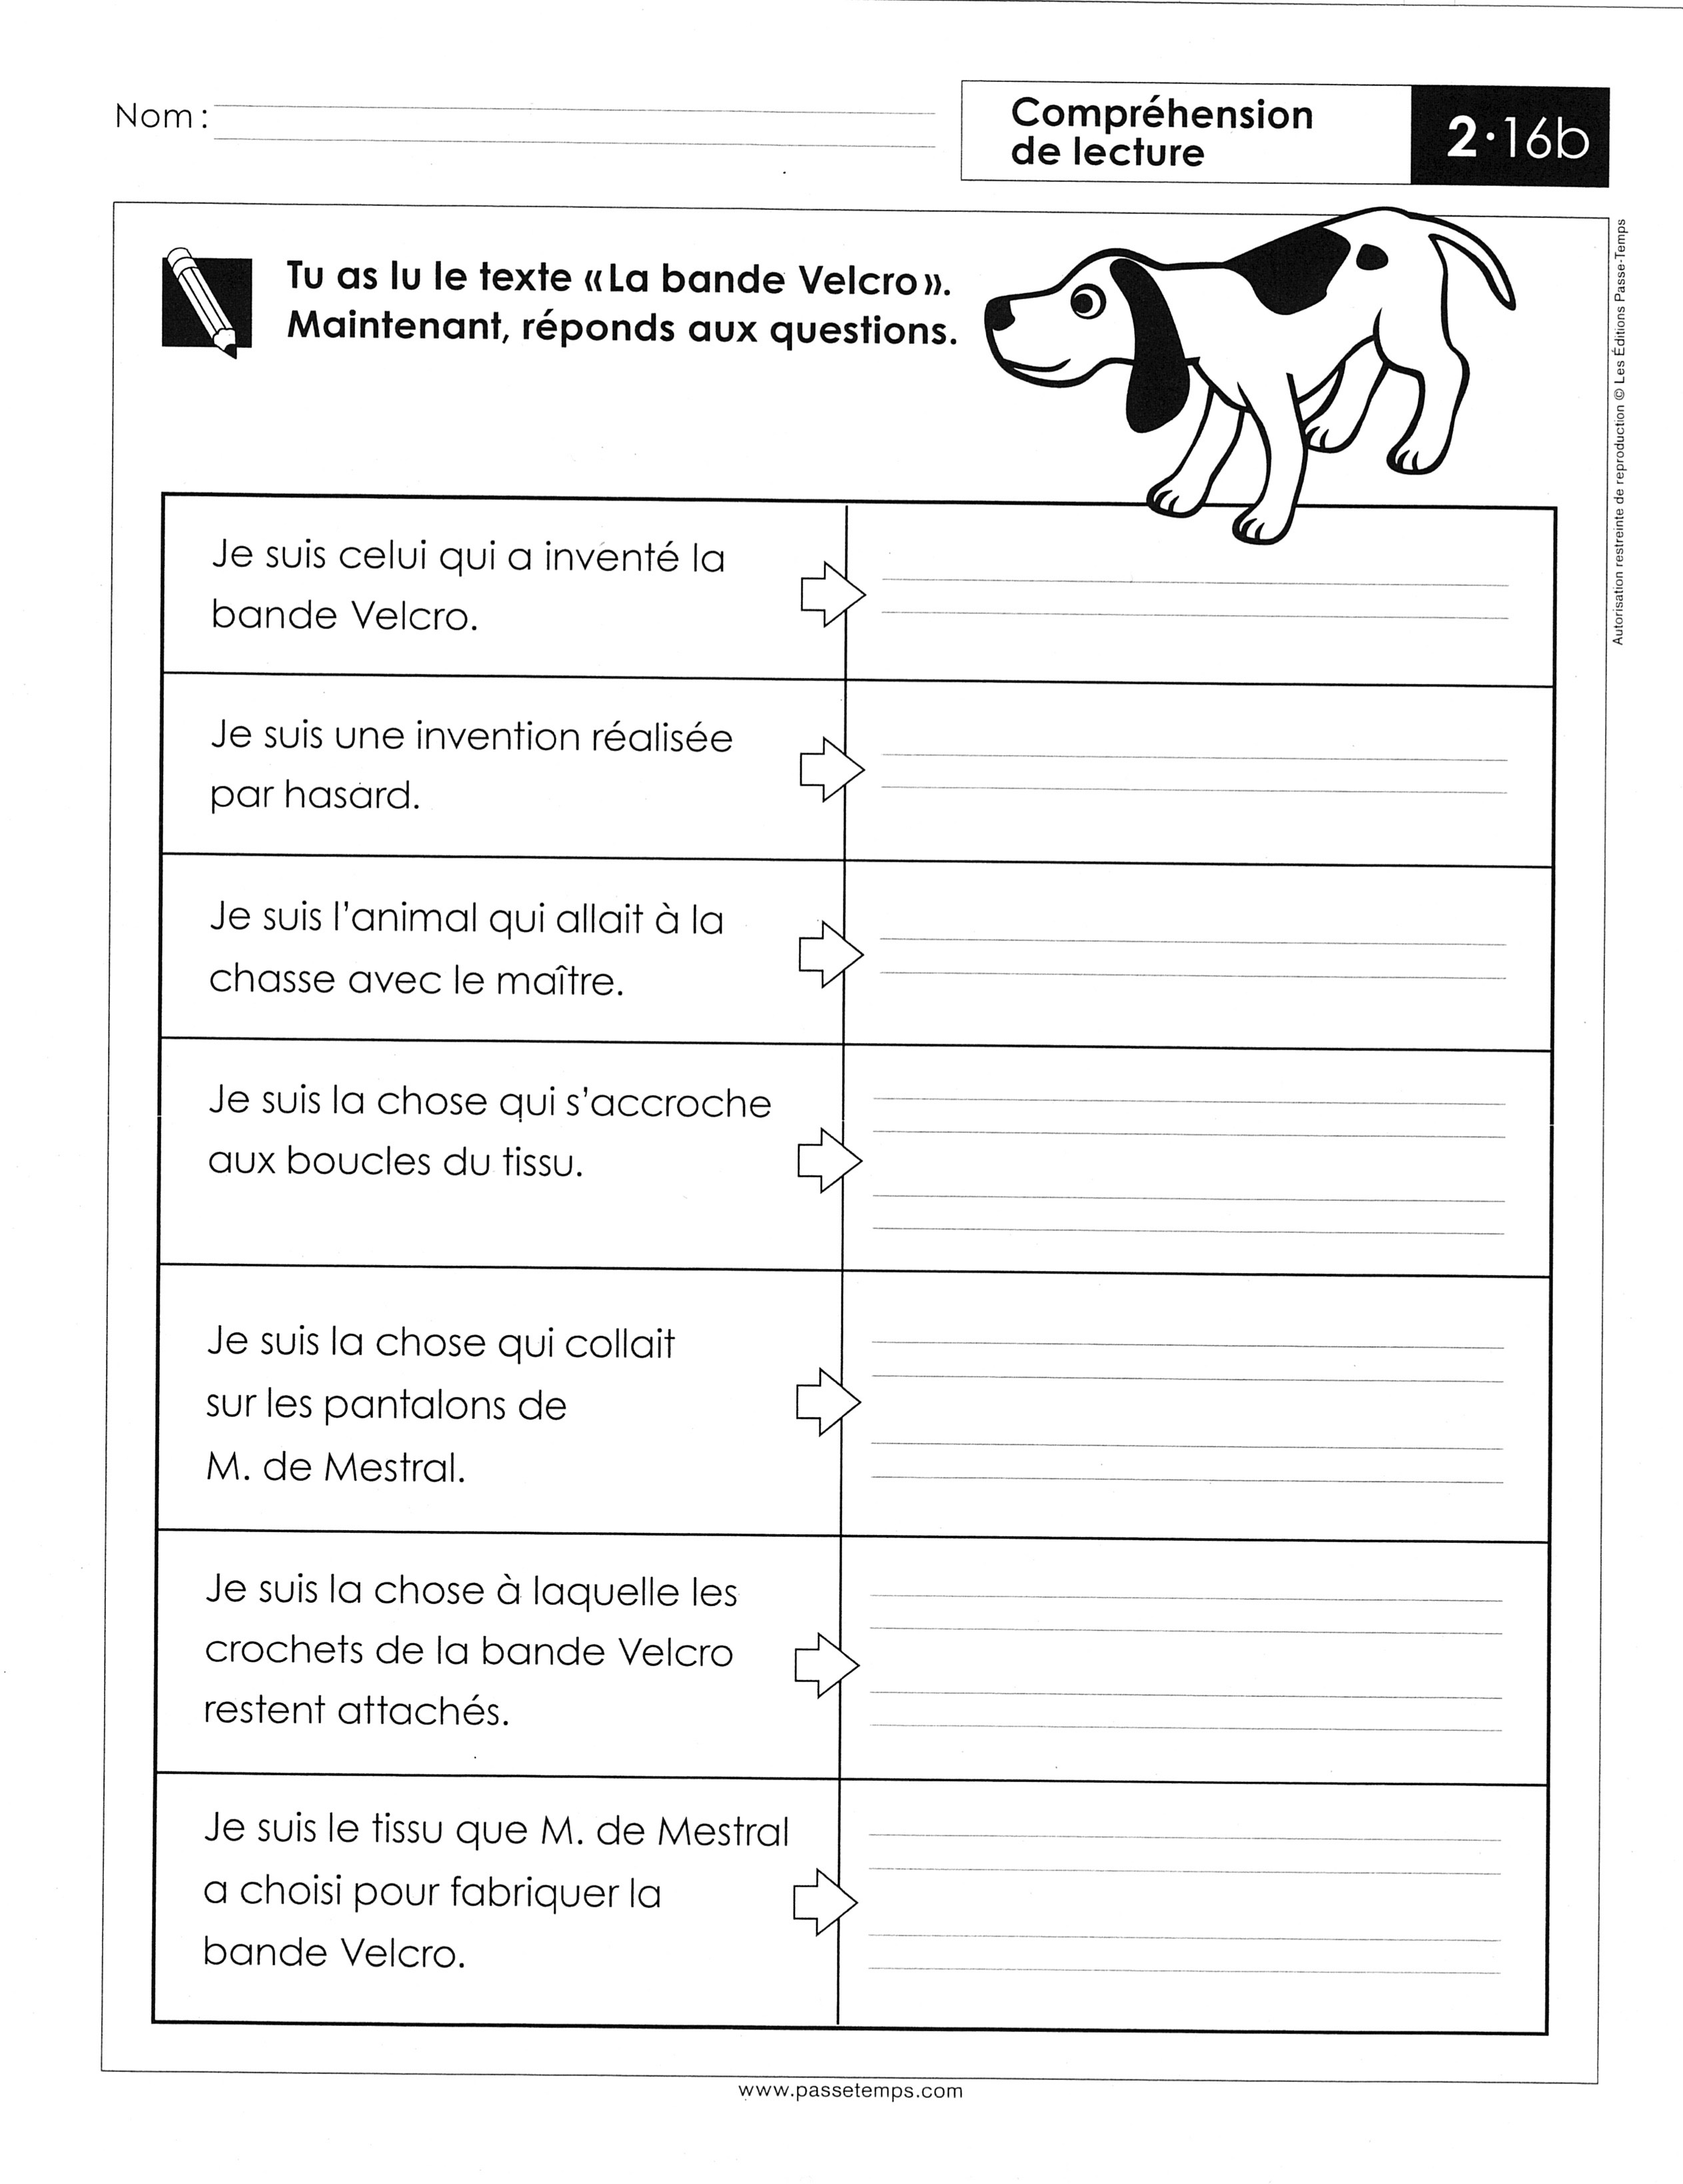 Nom :
Compréhension
de lecture
2·16b
Tu as lu le texte «La bande Velcro».
Maintenant, réponds aux questions.
Autorisation restreinte de reproduction © Les Éditions Passe-Temps
Je suis celui qui a inventé la
bande Velcro.
Je suis une invention réalisée
par hasard.
Je suis l'animal qui allait à la
chasse avec le maître.
Je suis la chose qui s'accroche
aux boucles du tissu.
Je suis la chose qui collait
sur les pantalons de
M. de Mestral.
Je suis la chose à laquelle les
crochets de la bande Velcro
restent attachés.
Je suis le tissu que M. de Mestral
a choisi pour fabriquer la
bande Velcro.
www.passetemps.com